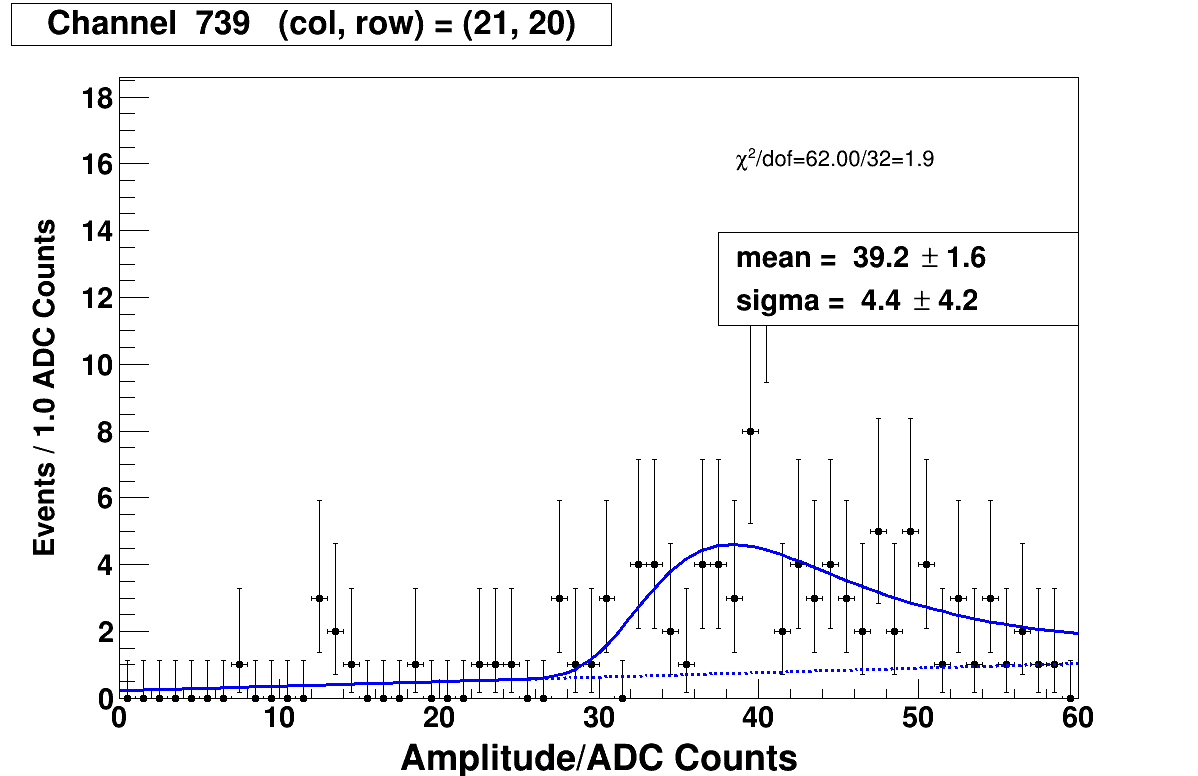 Channel 739 (col, row) = (21, 20)
18
16
14
12
10
8
6
4
2
0
Events / 1.0 ADC Counts
χ²/dof=62.00/32=1.9
mean = 39.2 ± 1.6
sigma = 4.4 ± 4.2
0 10 20 30 40 50 60
Amplitude/ADC Counts